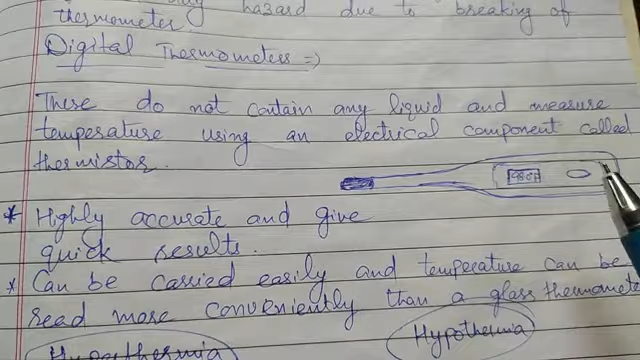 hazard due to breaking of
thermometer.
Digital Thermometers =>
These do not contain any liquid and measure
temperature using an electrical component called
thermistor.
* Highly accurate and give
quick results.
* Can be carried easily and temperature can be
read more conveniently than a glass thermomete
Hypothermia